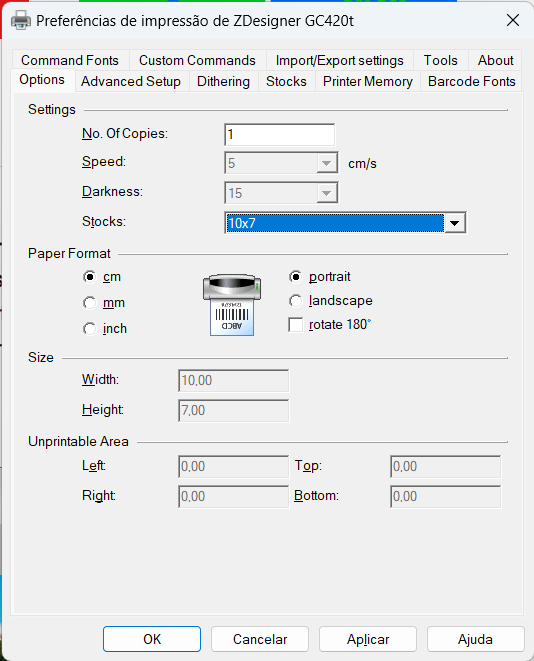 Preferências de impressão de ZDesigner GC420t
Command Fonts Custom Commands Import/Export settings Tools About
Options Advanced Setup Dithering Stocks Printer Memory Barcode Fonts
Settings
No. Of Copies: 1
Speed: 5 cm/s
Darkness: 15
Stocks: 10x7
Paper Format
cm portrait
mm landscape
inch rotate 180°
ABCD
Size
Width: 10,00
Height: 7,00
Unprintable Area
Left: 0,00 Top: 0,00
Right: 0,00 Bottom: 0,00
OK Cancelar Aplicar Ajuda